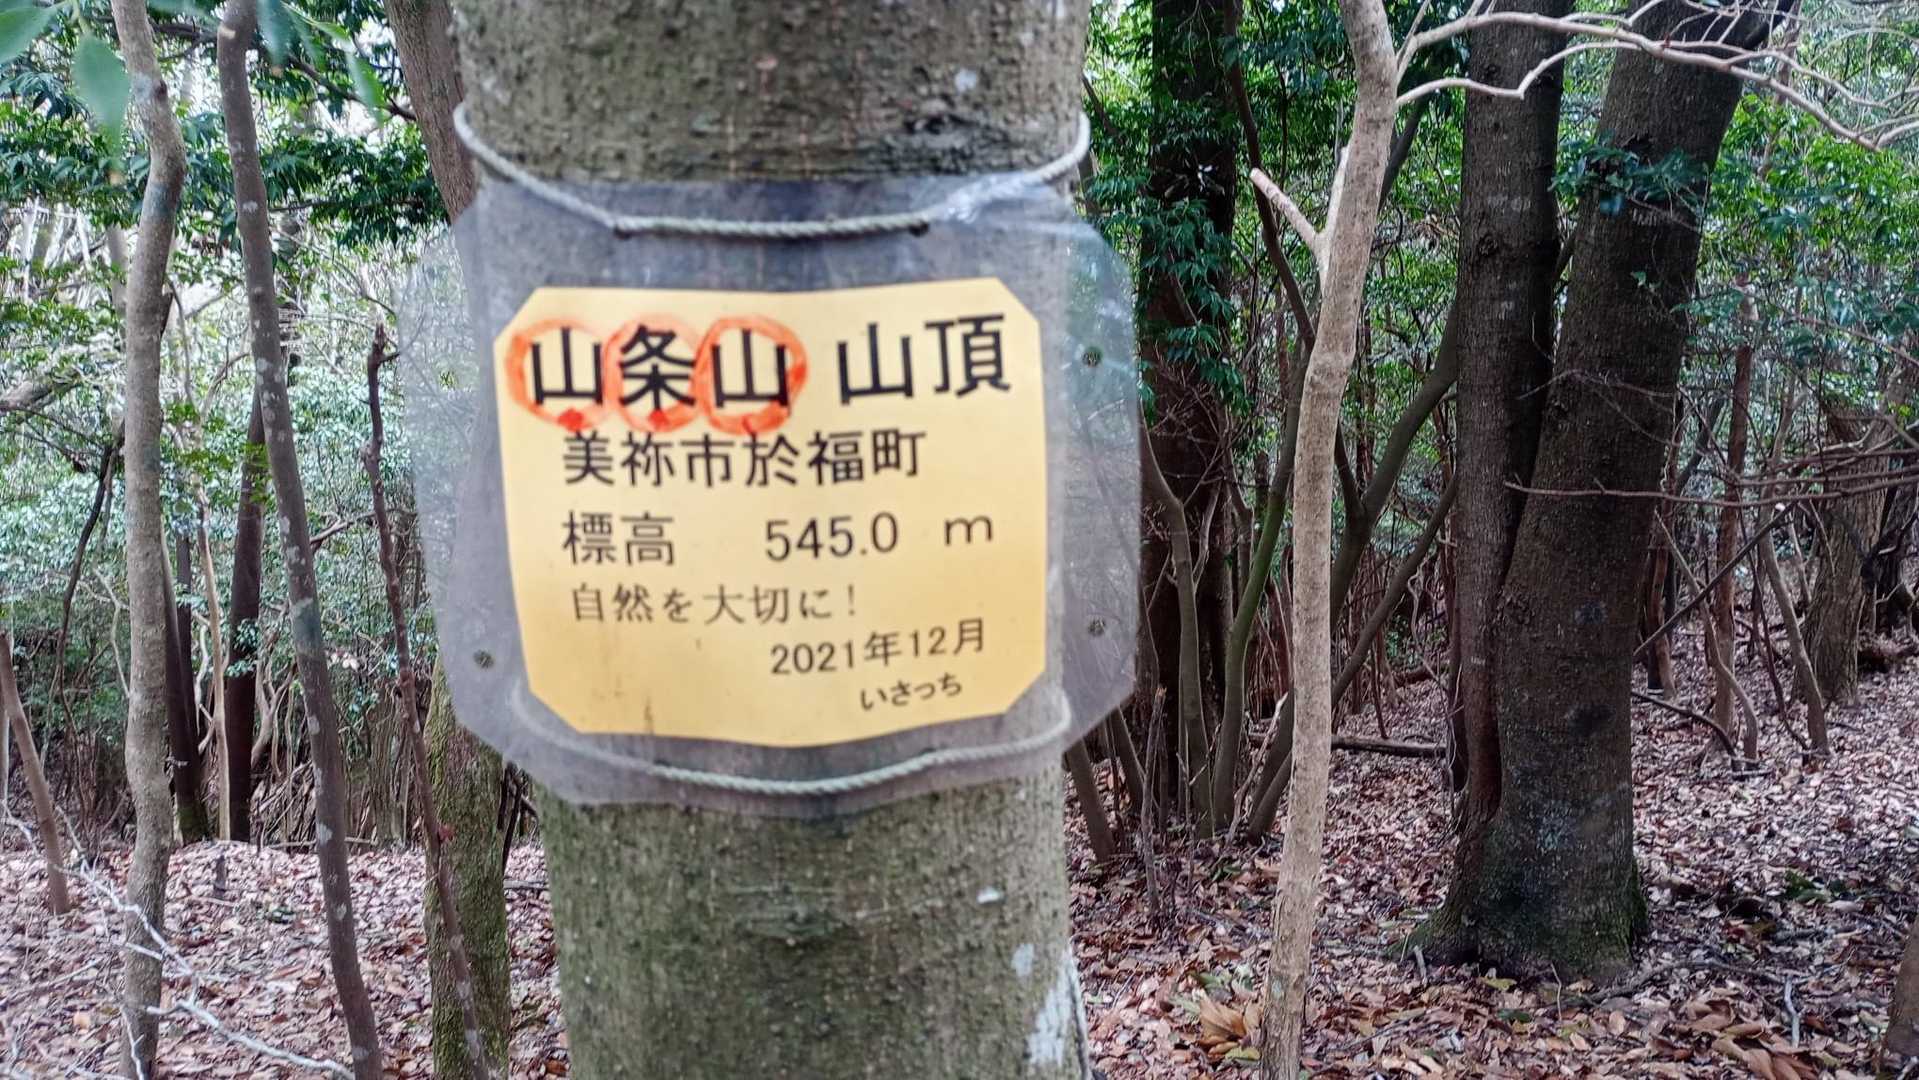 山条山 山頂
美祢市於福町
標高 545.0 m
自然を大切に!
2021年12月
いさっち